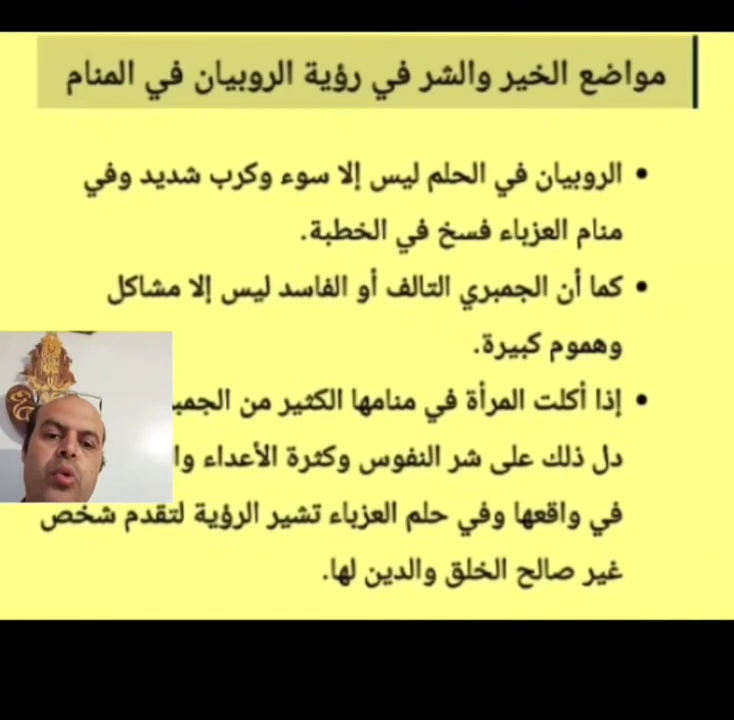 مواضع الخير والشر في رؤية الروبيان في المنام
• الروبيان في الحلم ليس إلا سوء وكرب شديد وفي
منام العزباء فسخ في الخطبة.
• كما أن الجمبري التالف أو الفاسد ليس إلا مشاكل
وهموم كبيرة.
• إذا أكلت المرأة في منامها الكثير من
دل ذلك على شر النفوس وكثرة الأعداء
في واقعها وفي حلم العزباء تشير الرؤية لتقدم شخص
غير صالح الخلق والدين لها.